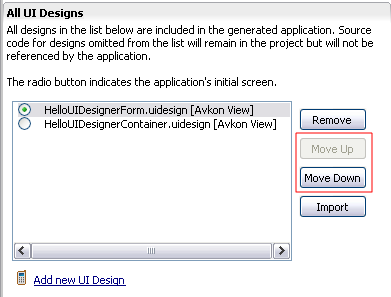 All UI Designs
All designs in the list below are included in the generated application. Source
code for designs omitted from the list will remain in the project but will not be
referenced by the application.
The radio button indicates the application's initial screen.
HelloUIDesignerForm.uidesign [Avkon View]
HelloUIDesignerContainer.uidesign [Avkon View]
Remove
Move Up
Move Down
Import
Add new UI Design